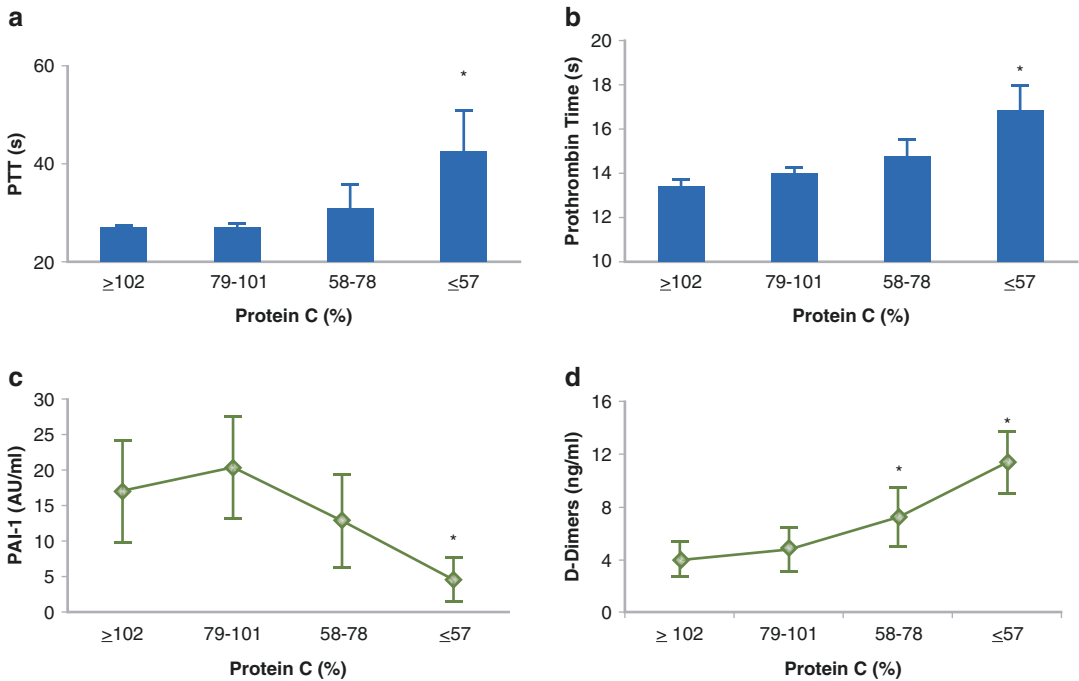 a
60
40
20
PTT (s)
*
≥102 79-101 58-78 ≤57
Protein C (%)
b
20
18
16
14
12
10
Prothrombin Time (s)
*
≥102 79-101 58-78 ≤57
Protein C (%)
c
30
25
20
15
10
5
0
PAI-1 (AU/ml)
*
≥102 79-101 58-78 ≤57
Protein C (%)
d
16
12
8
4
0
D-Dimers (ng/ml)
*
*
≥ 102 79-101 58-78 ≤57
Protein C (%)